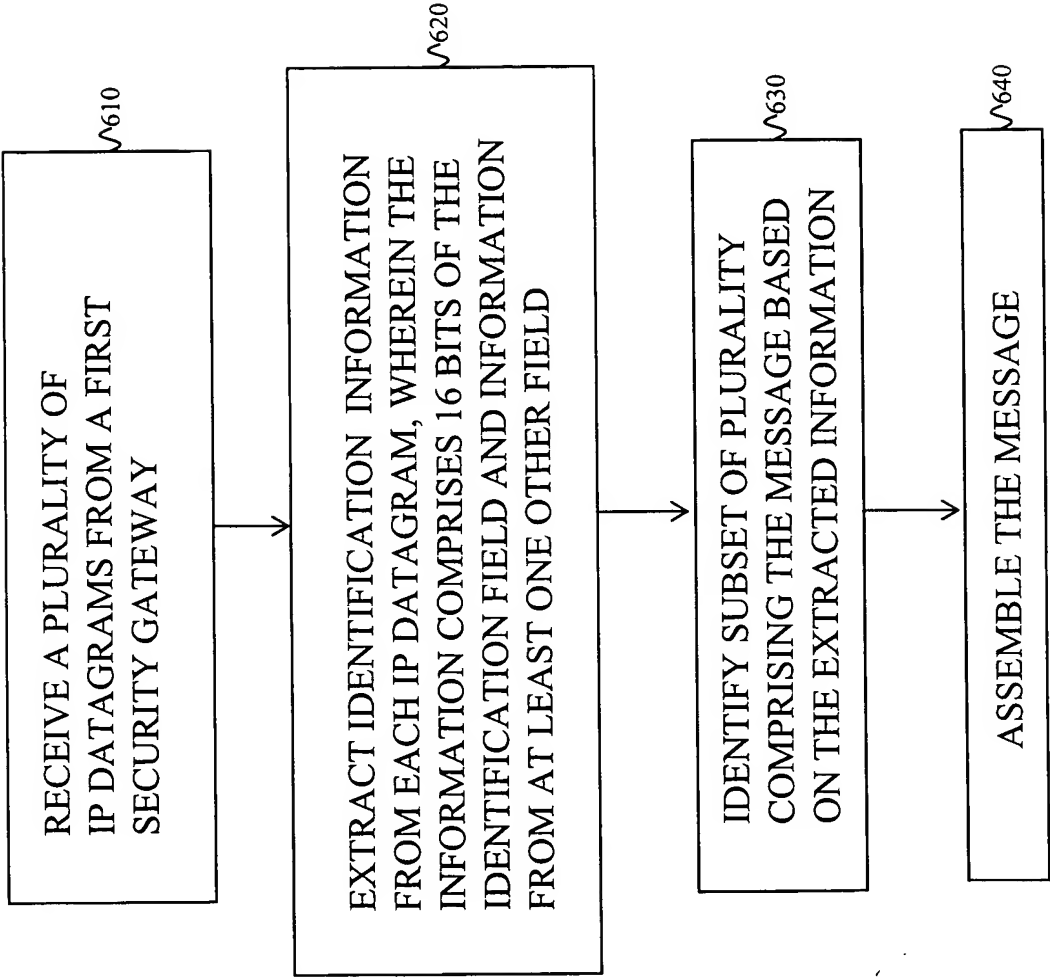 RECEIVE A PLURALITY OF
IP DATAGRAMS FROM A FIRST
SECURITY GATEWAY
610
EXTRACT IDENTIFICATION INFORMATION
FROM EACH IP DATAGRAM, WHEREIN THE
INFORMATION COMPRISES 16 BITS OF THE
IDENTIFICATION FIELD AND INFORMATION
FROM AT LEAST ONE OTHER FIELD
620
IDENTIFY SUBSET OF PLURALITY
COMPRISING THE MESSAGE BASED
ON THE EXTRACTED INFORMATION
630
ASSEMBLE THE MESSAGE
640